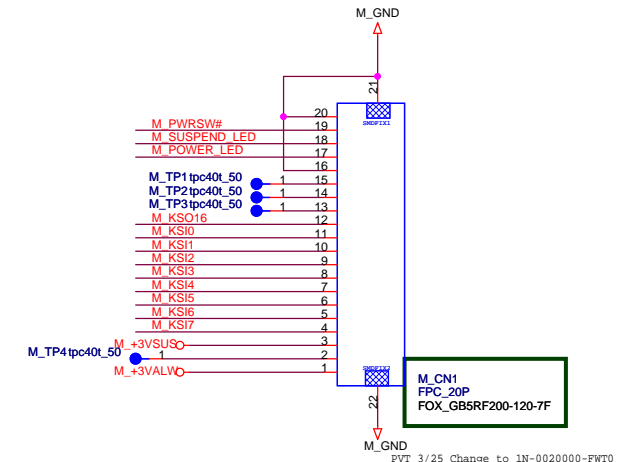 M_GND
21
SMDFIX1
20
M_PWRSW# 19
M_SUSPEND_LED 18
M_POWER_LED 17
16
M_TP1 tpc40t_50 1 15
M_TP2 tpc40t_50 1 14
M_TP3 tpc40t_50 1 13
M_KSO16 12
M_KSI0 11
M_KSI1 10
M_KSI2 9
M_KSI3 8
M_KSI4 7
M_KSI5 6
M_KSI6 5
M_KSI7 4
M_+3VSUS 3
M_TP4 tpc40t_50 1 2
M_+3VALW 1
SMDFIX2
M_CN1
FPC_20P
FOX_GB5RF200-120-7F
22
M_GND
PVT 3/25 Change to 1N-0020000-FWT0